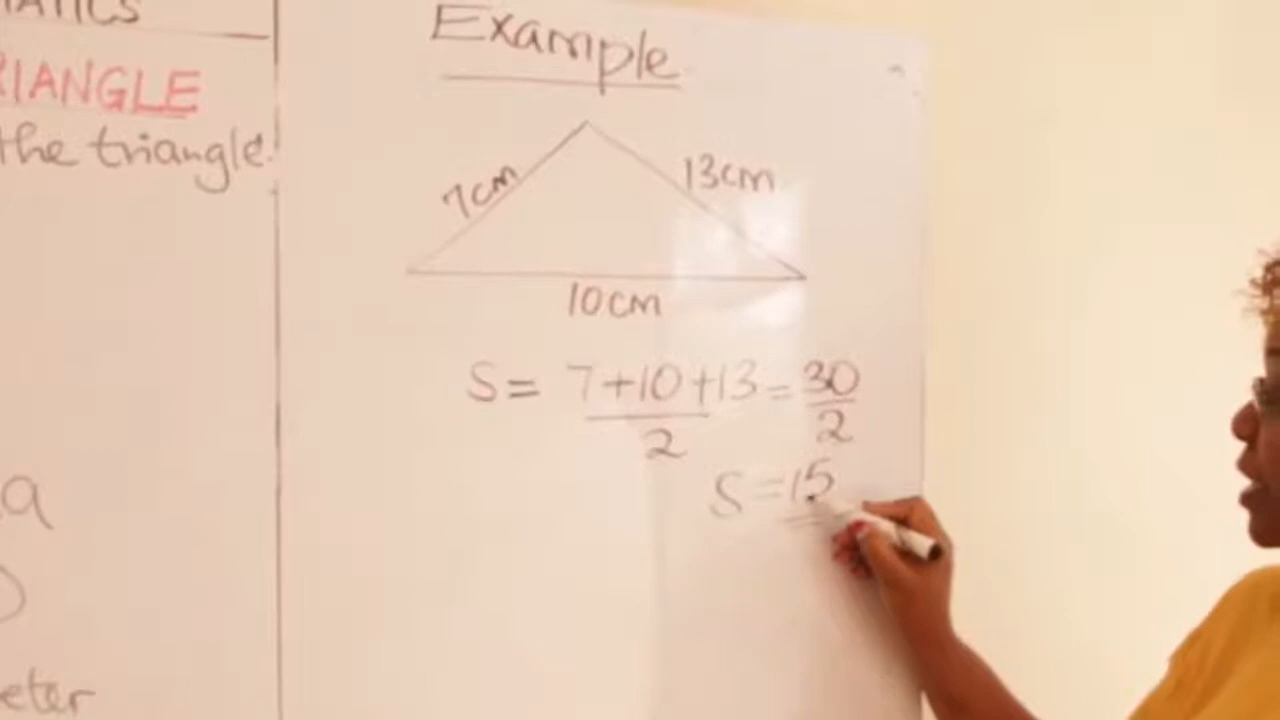 Example
RIANGLE
the triangle.
7cm
13cm
10cm
S = 7+10+13 = 30
2 2
S = 15
a
eter